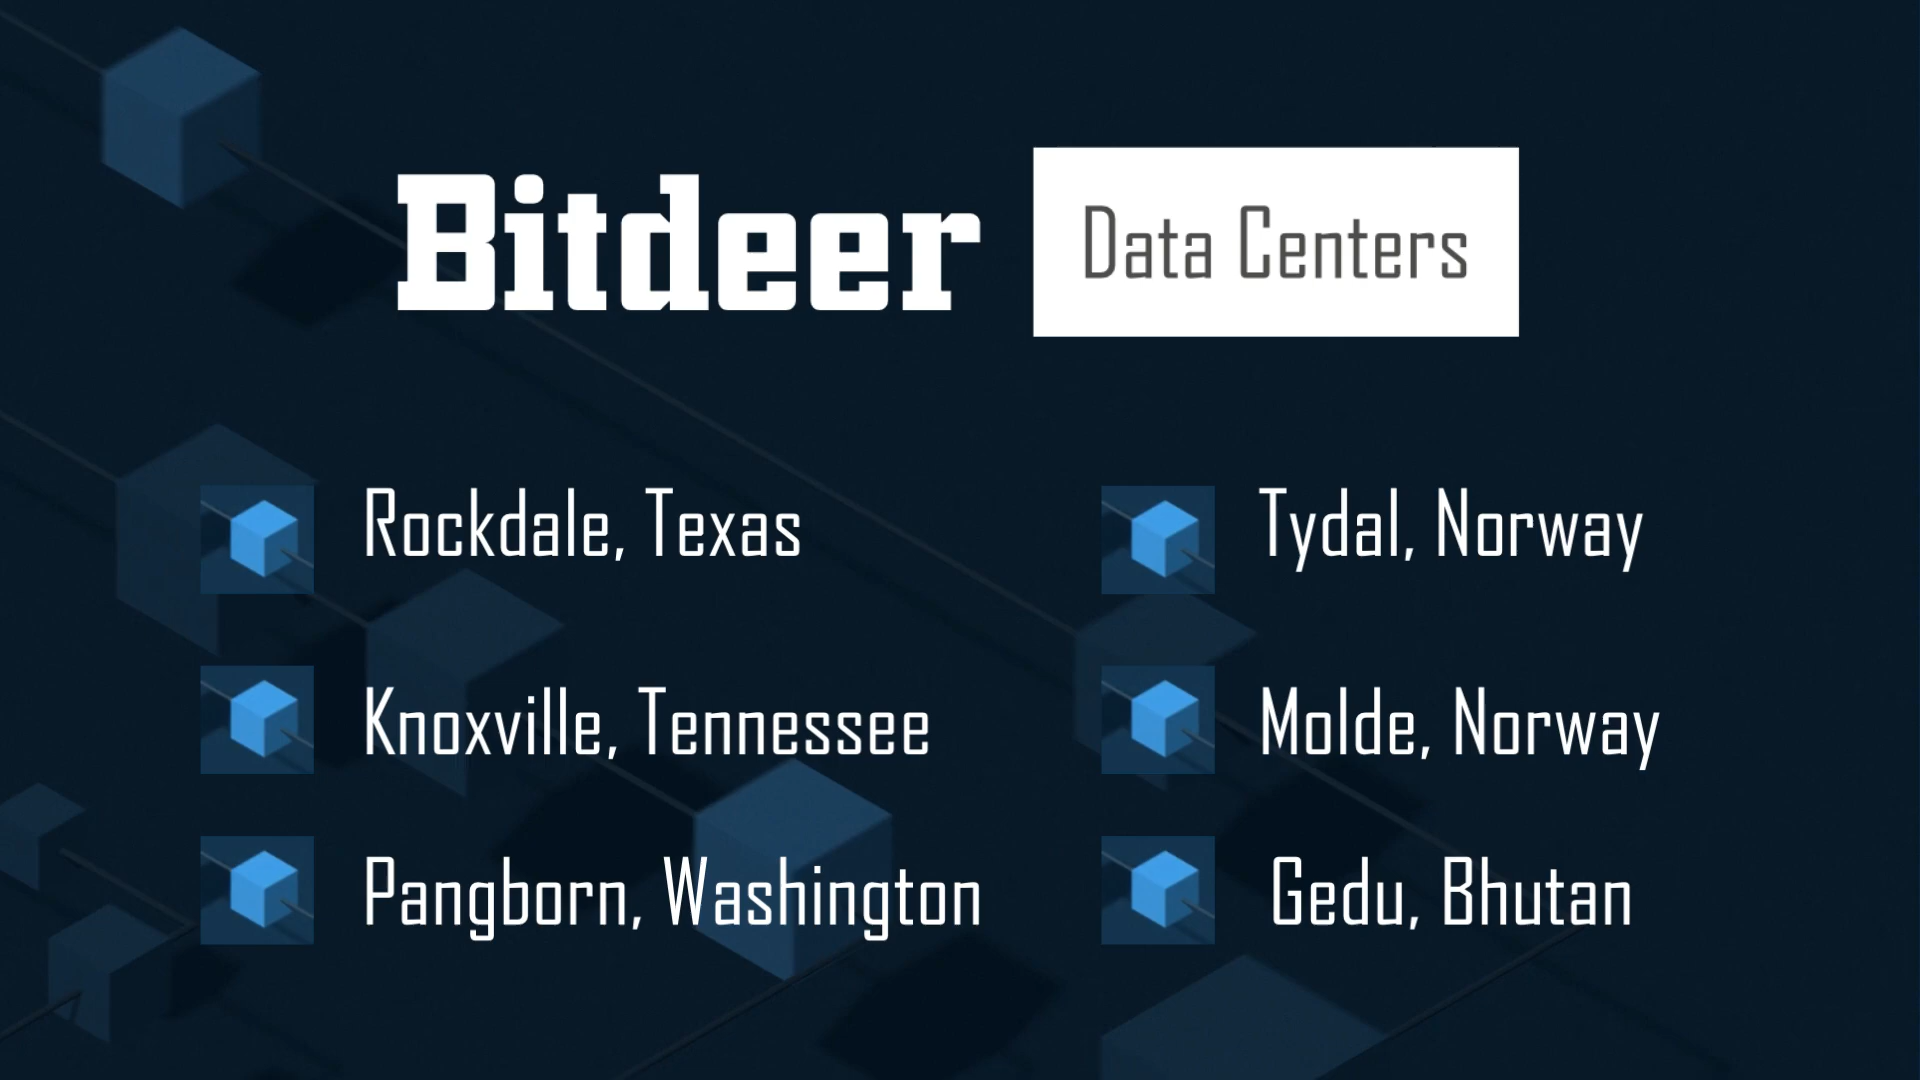 Bitdeer Data Centers
Rockdale, Texas
Knoxville, Tennessee
Pangborn, Washington
Tydal, Norway
Molde, Norway
Gedu, Bhutan